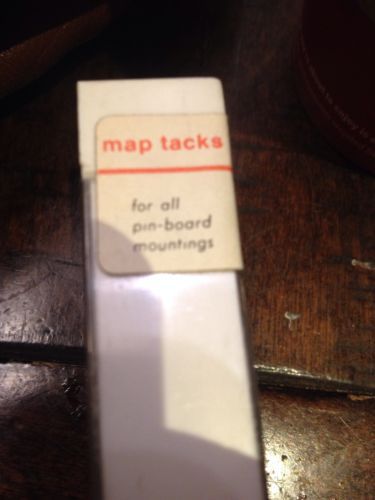 map tacks
for all
pin-board
mountings